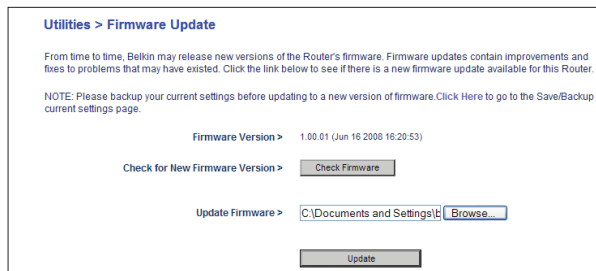 Utilities > Firmware Update
From time to time, Belkin may release new versions of the Router's firmware. Firmware updates contain improvements and
fixes to problems that may have existed. Click the link below to see if there is a new firmware update available for this Router.
NOTE: Please backup your current settings before updating to a new version of firmware.Click Here to go to the Save/Backup
current settings page.
Firmware Version > 1.00.01 (Jun 16 2008 16:20:53)
Check for New Firmware Version > Check Firmware
Update Firmware > C:\Documents and Settings\b Browse...
Update